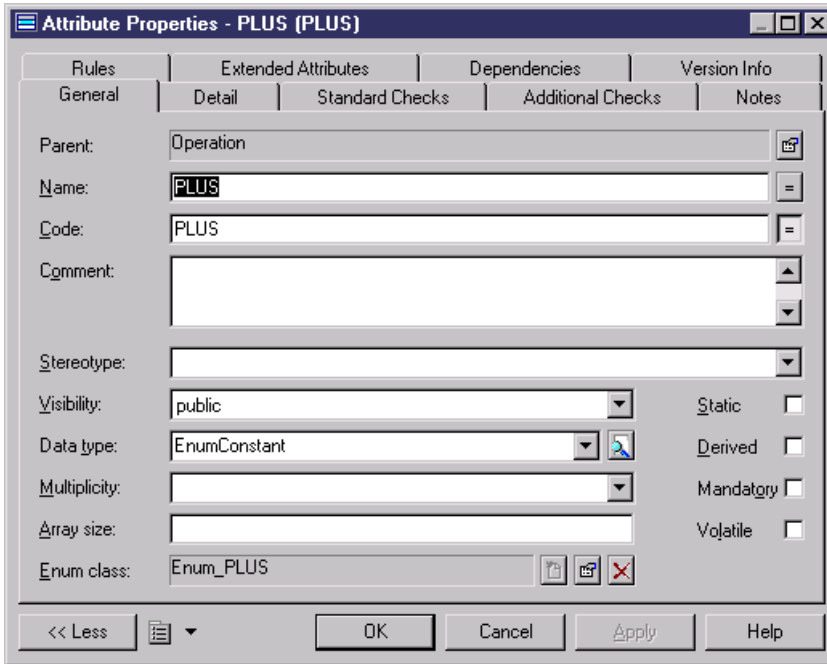 Attribute Properties - PLUS (PLUS)
Rules Extended Attributes Dependencies Version Info
General Detail Standard Checks Additional Checks Notes
Parent: Operation
Name: PLUS =
Code: PLUS =
Comment:
Stereotype:
Visibility: public Static
Data type: EnumConstant Derived
Multiplicity: Mandatory
Array size: Volatile
Enum class: Enum_PLUS
<< Less OK Cancel Apply Help